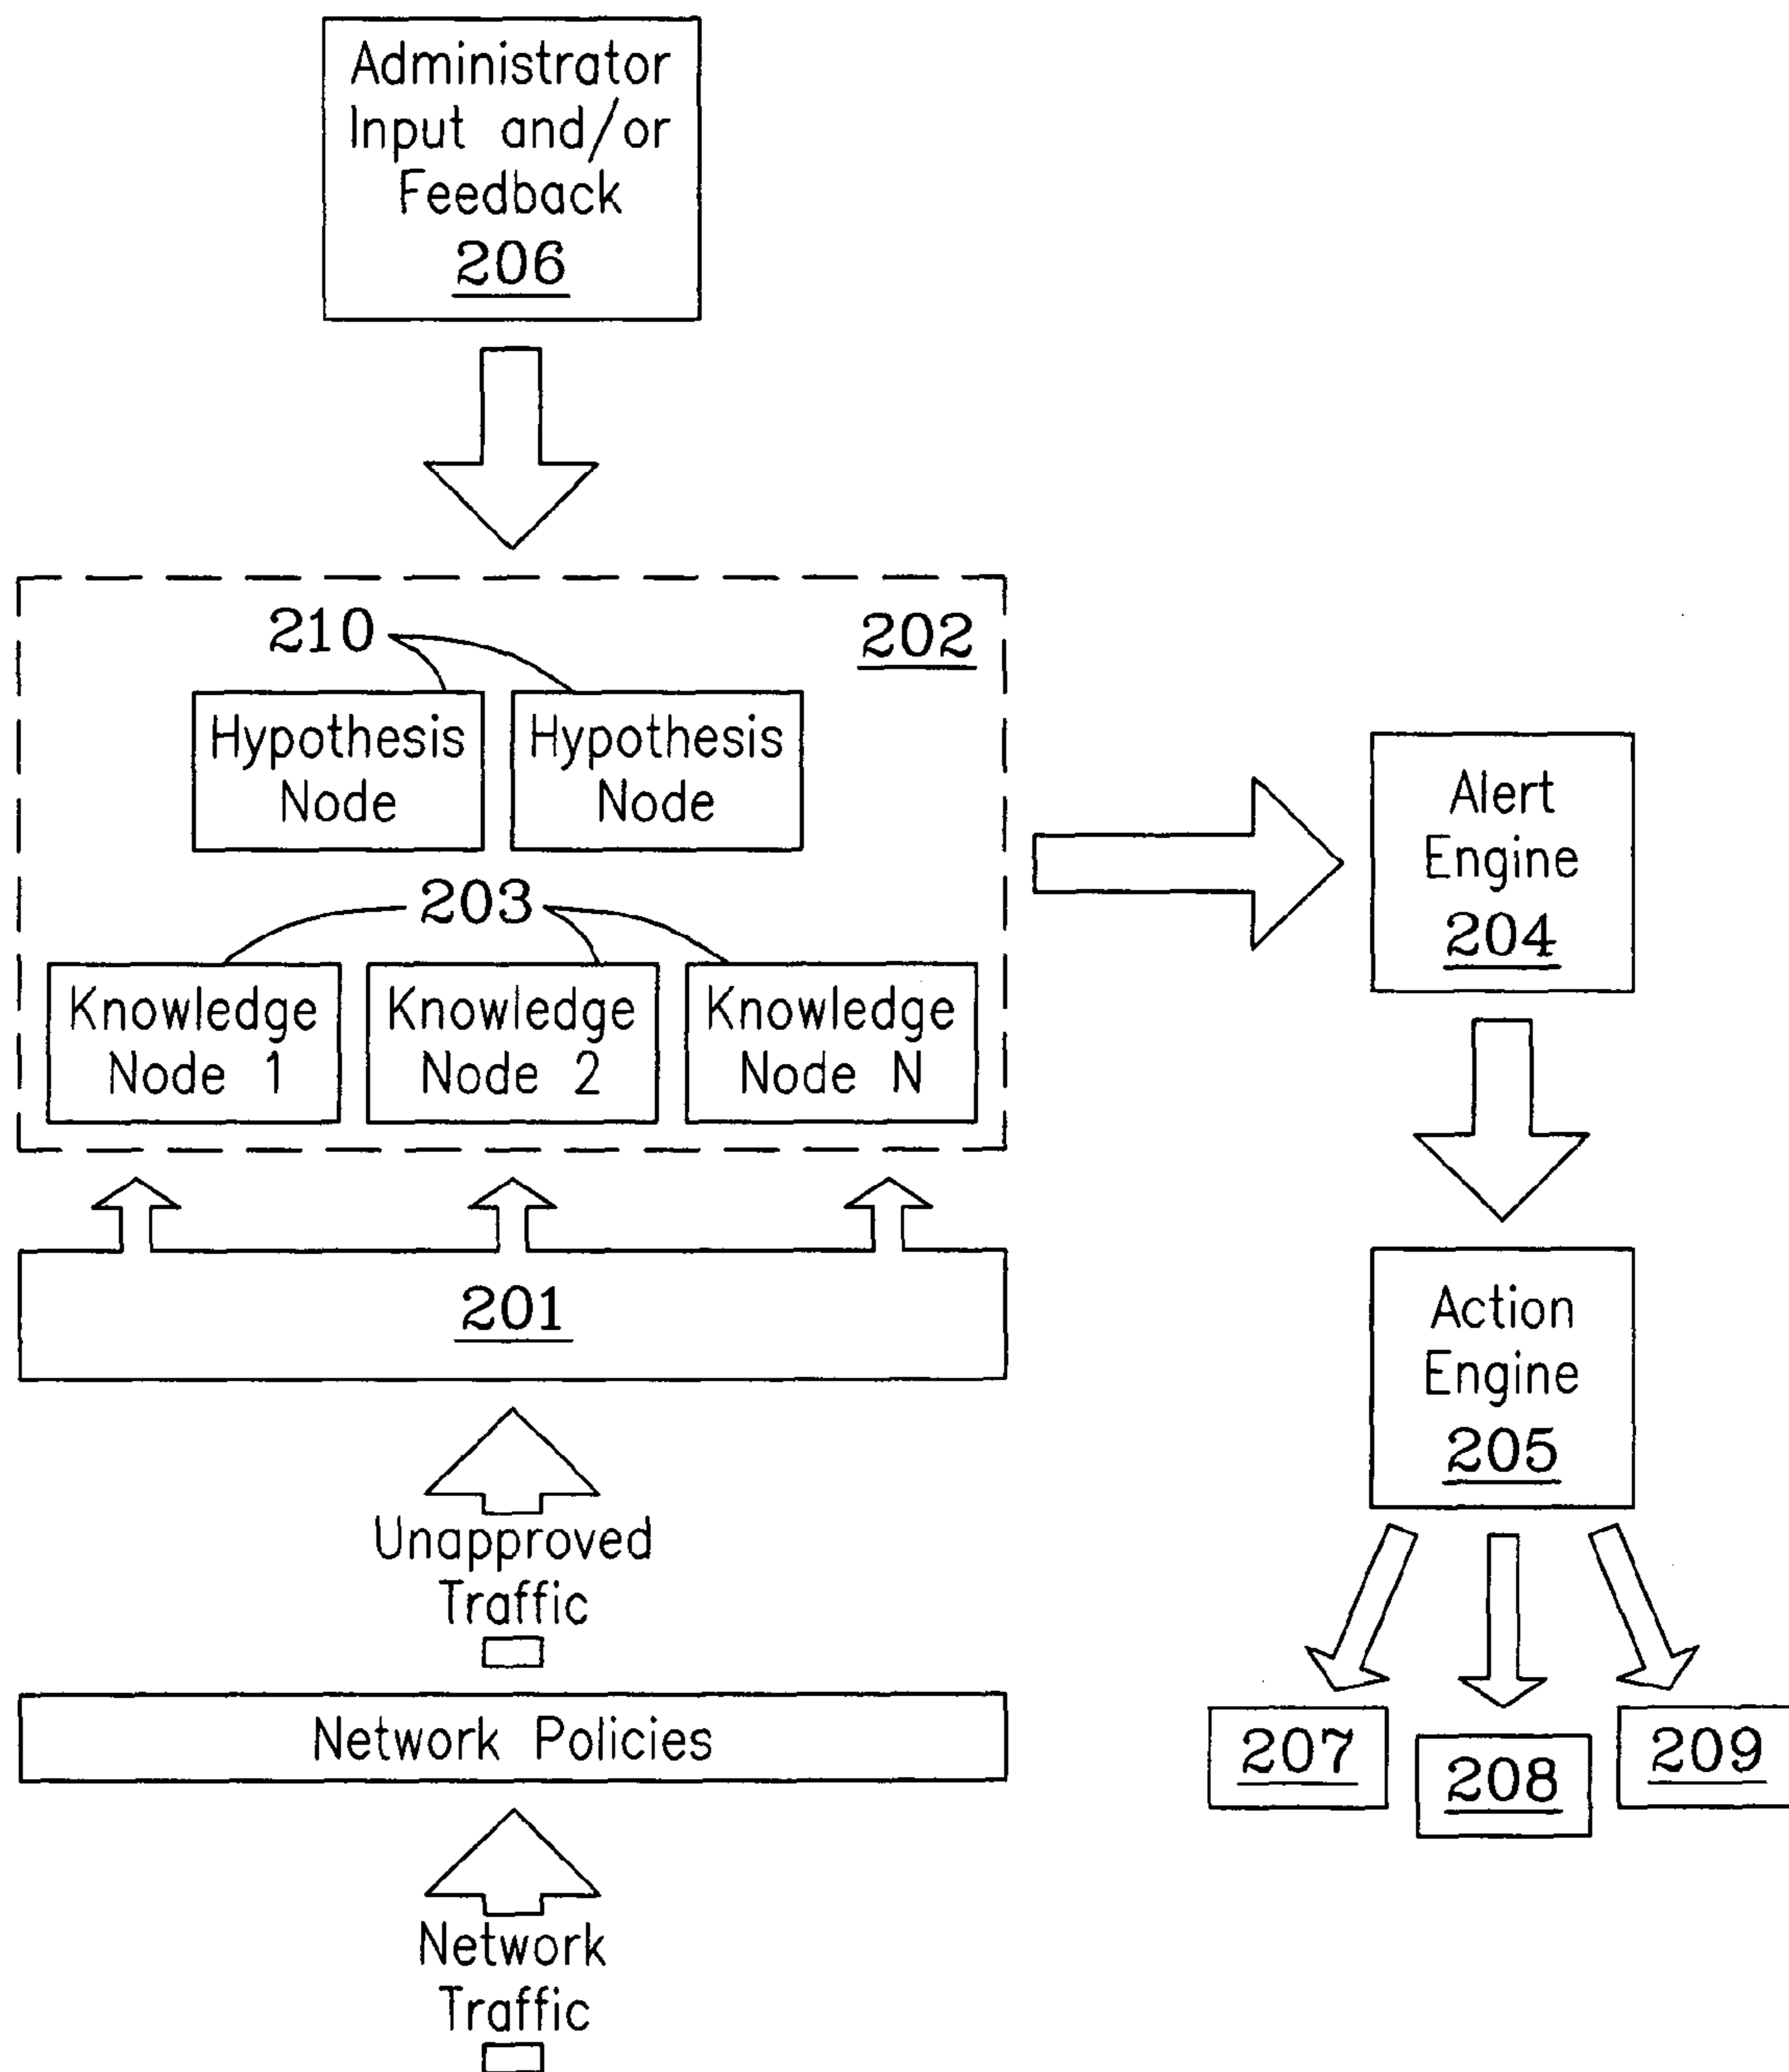 Administrator
Input and/or
Feedback
206
210
202
Hypothesis
Node
Hypothesis
Node
203
Knowledge
Node 1
Knowledge
Node 2
Knowledge
Node N
201
Unapproved
Traffic
Network Policies
Network
Traffic
Alert
Engine
204
Action
Engine
205
207
208
209